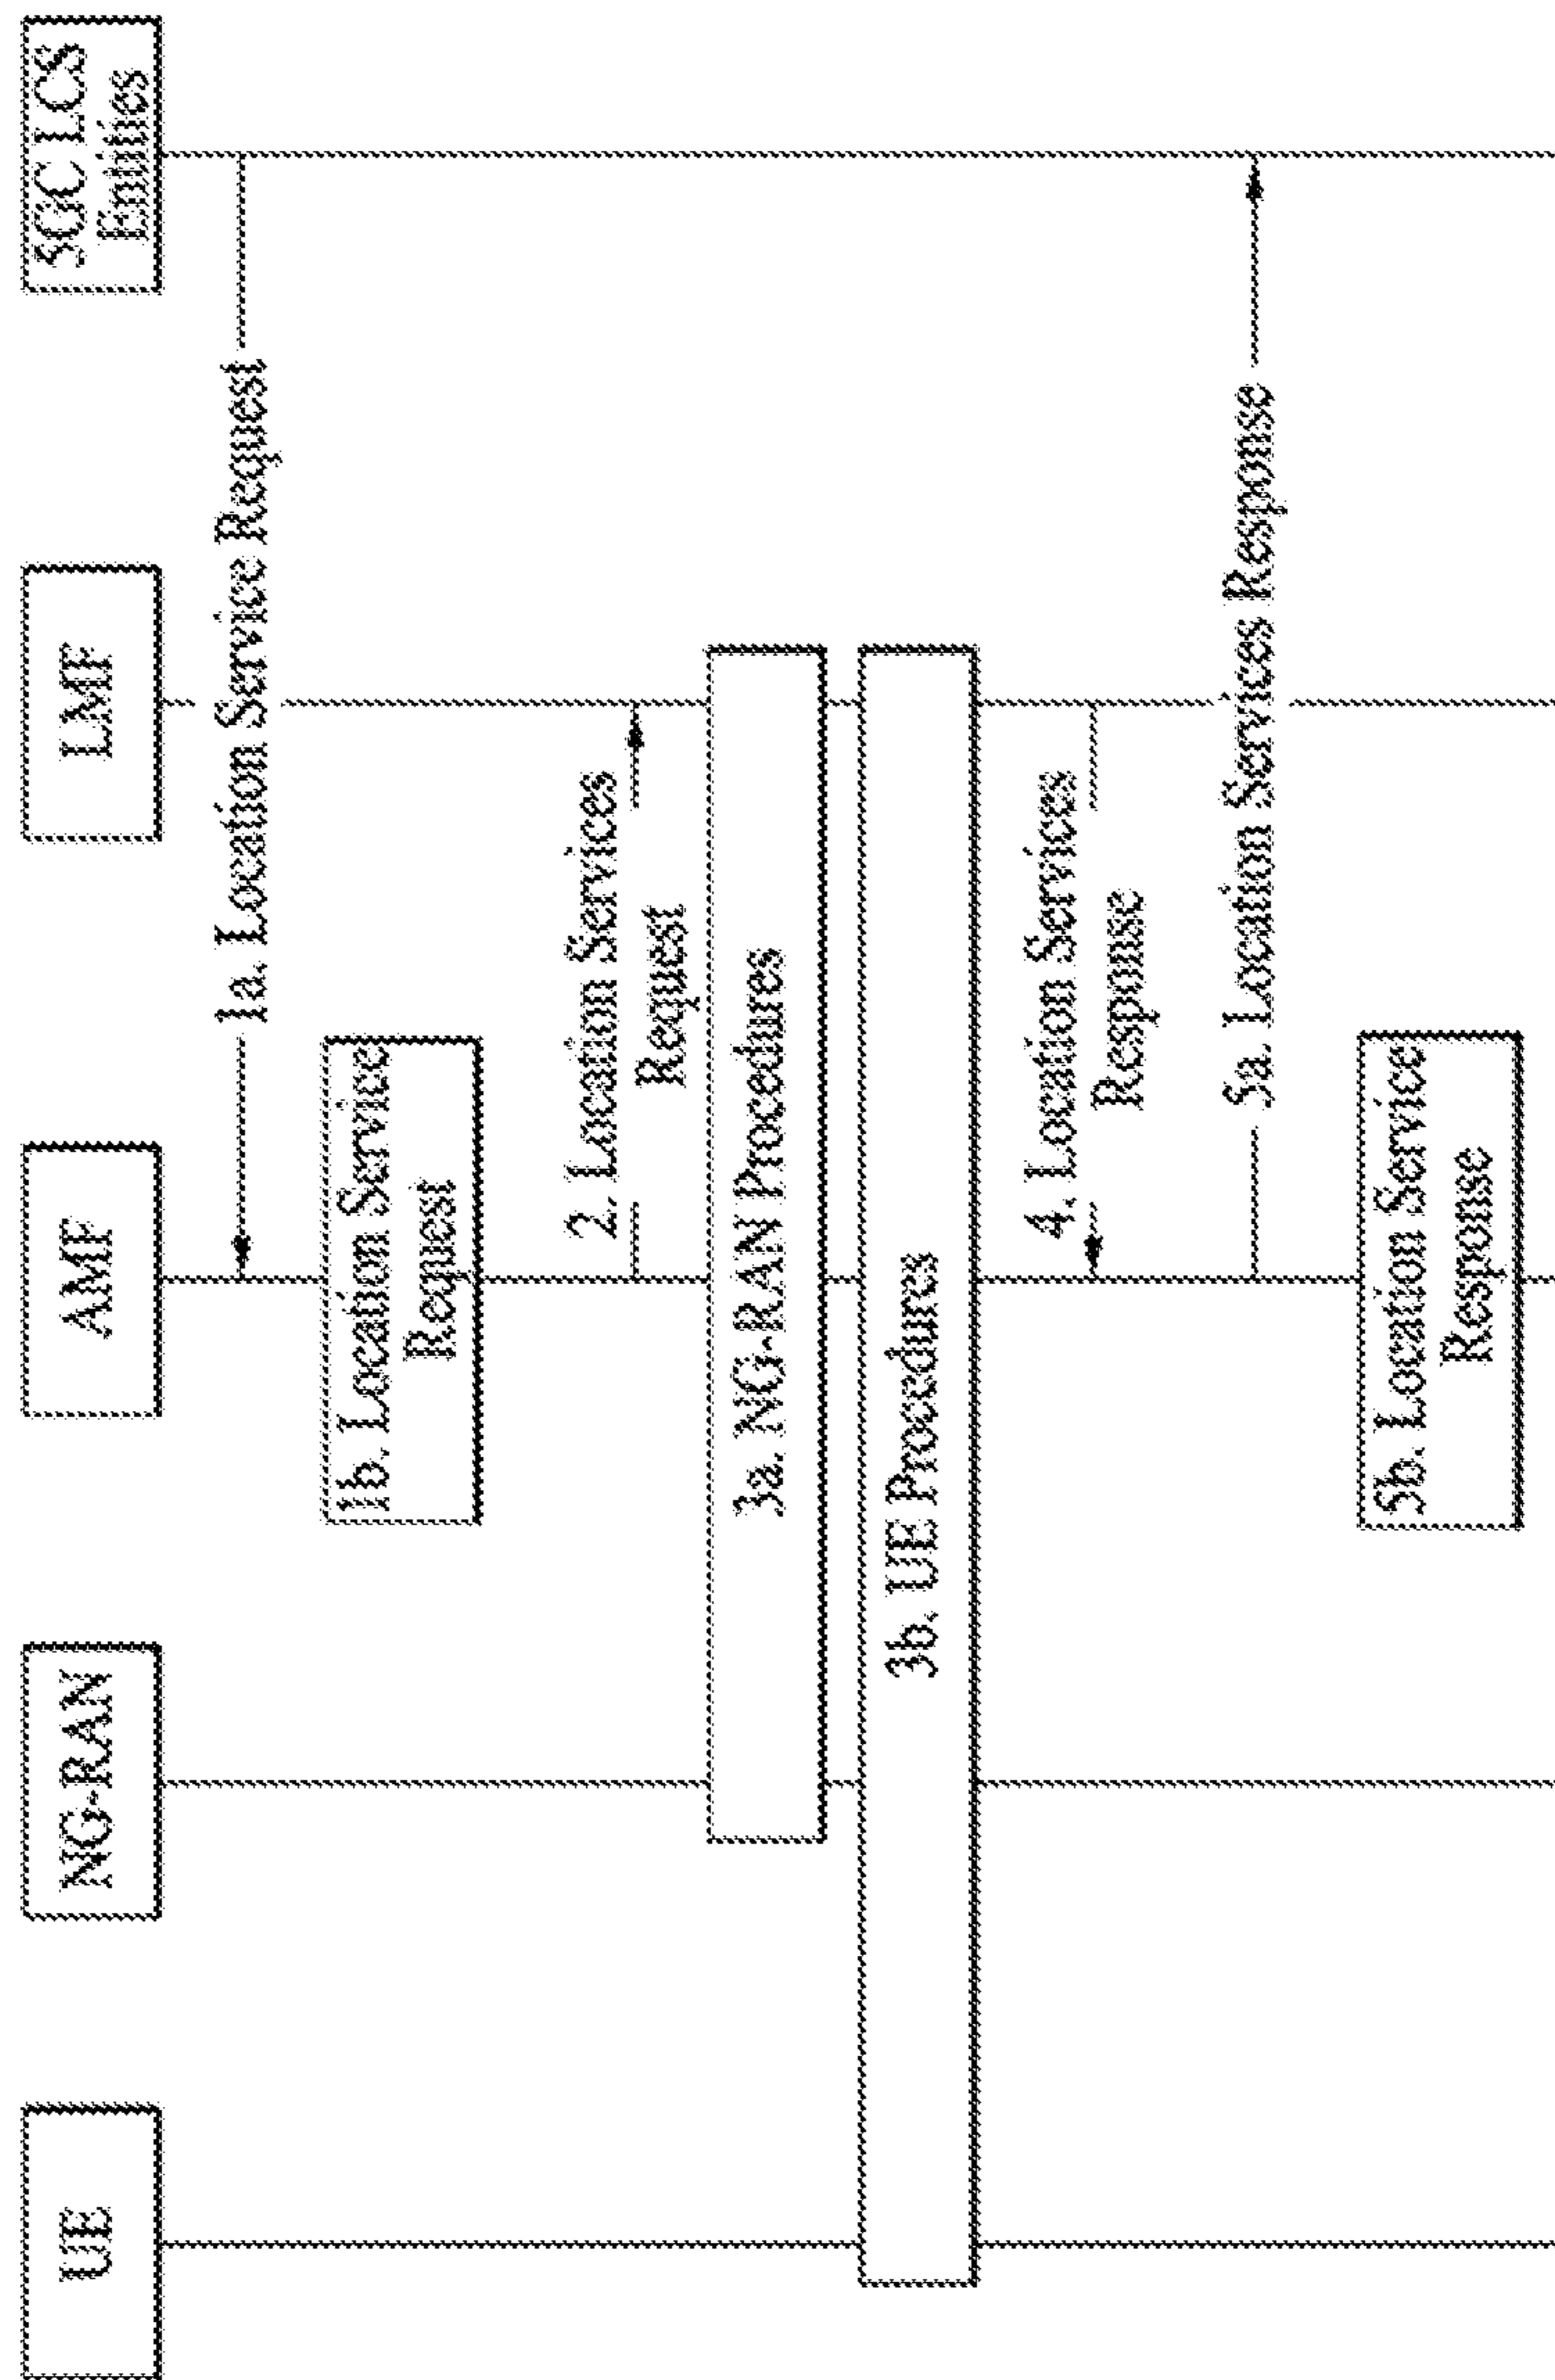 UE
NG-RAN
AMF
LMF
5GC LCS
Entities
1a. Location Service Request
1b. Location Service
Request
2. Location Services
Request
3a. NG-RAN Procedures
3b. UE Procedures
4. Location Services
Response
5a. Location Services Response
5b. Location Service
Response